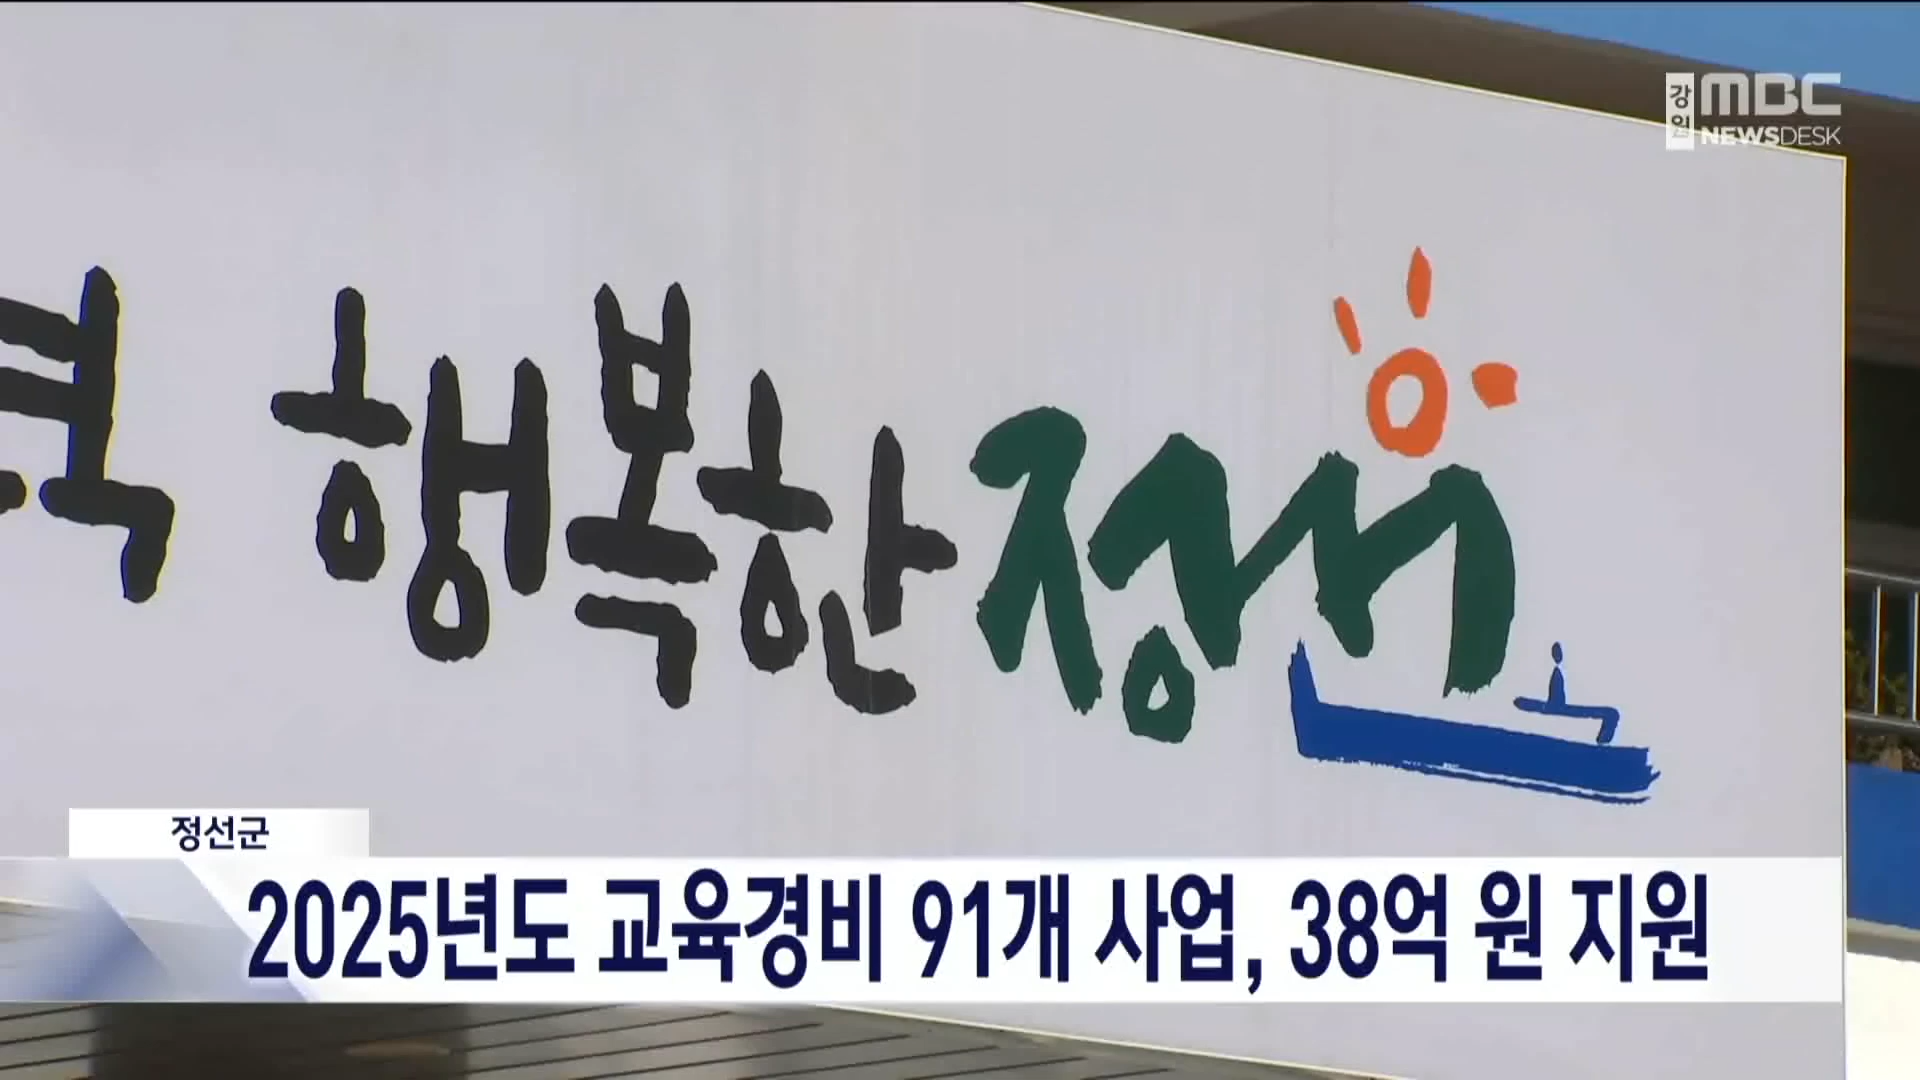 강원 MBC
NEWSDESK
행복한 정선
정선군
2025년도 교육경비 91개 사업, 38억 원 지원